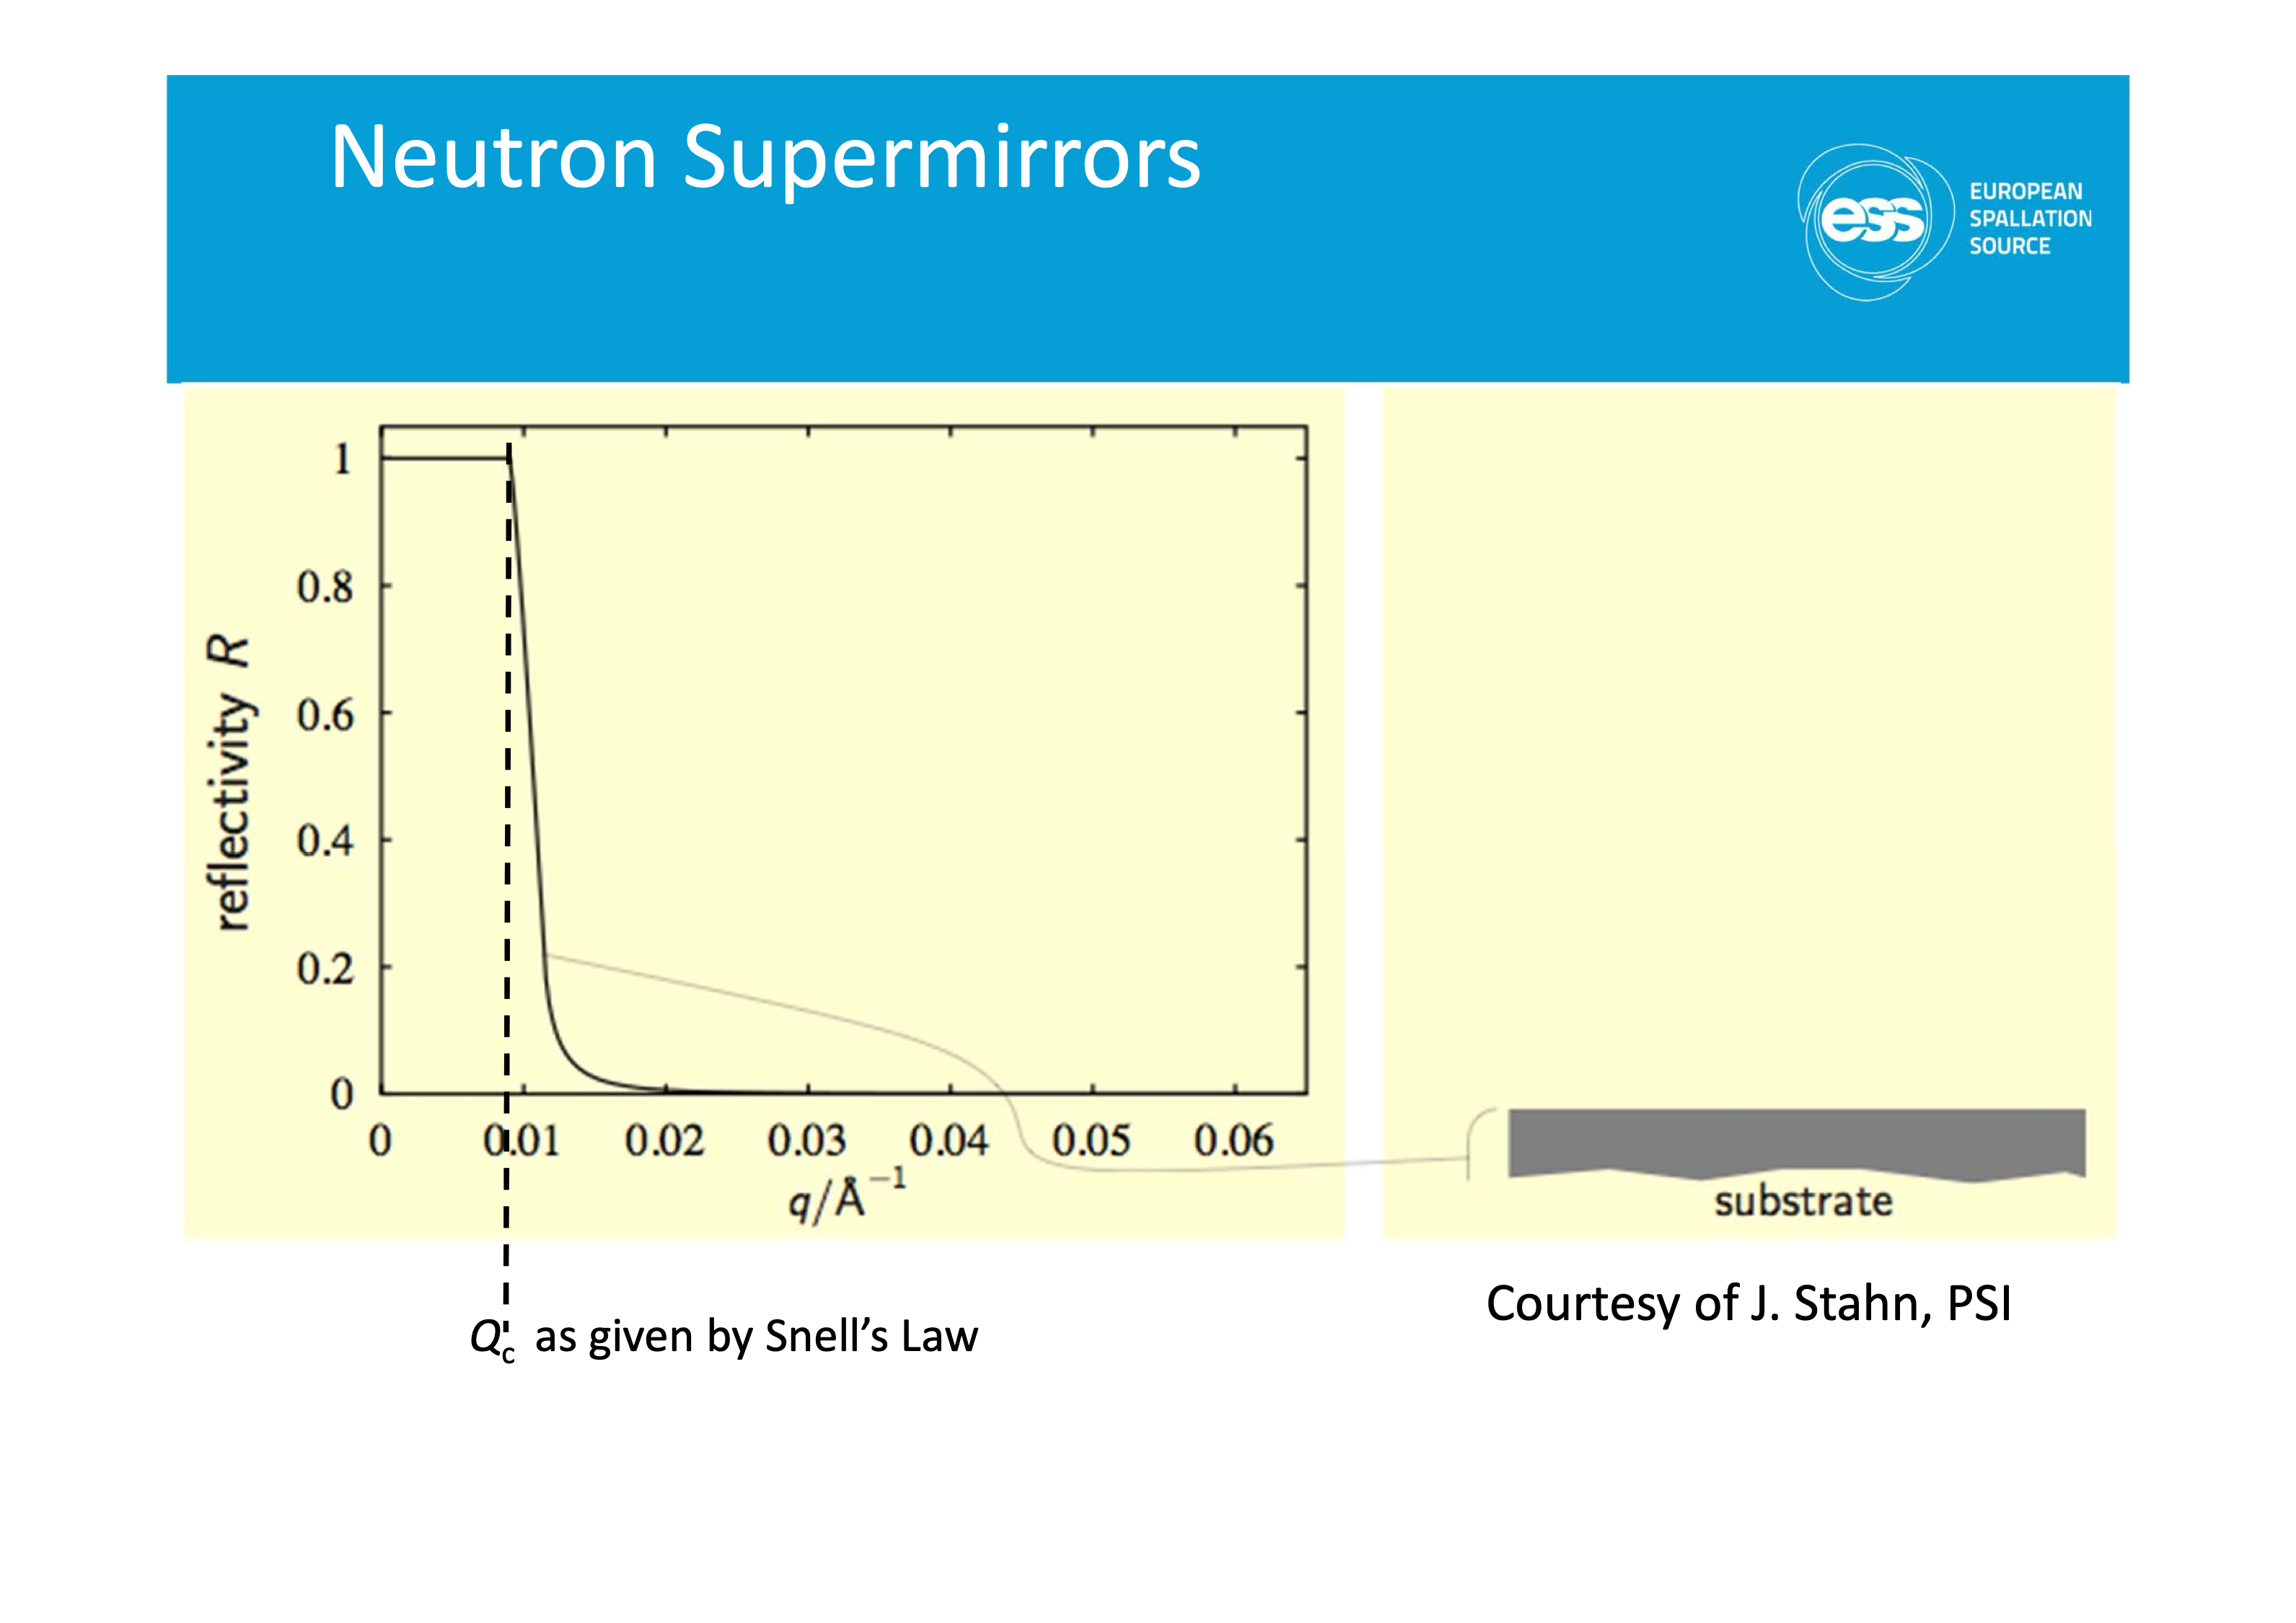 Neutron Supermirrors
ess
EUROPEAN
SPALLATION
SOURCE
reflectivity R
1
0.8
0.6
0.4
0.2
0
0 0.01 0.02 0.03 0.04 0.05 0.06
q/Å⁻¹
substrate
Qc as given by Snell’s Law
Courtesy of J. Stahn, PSI